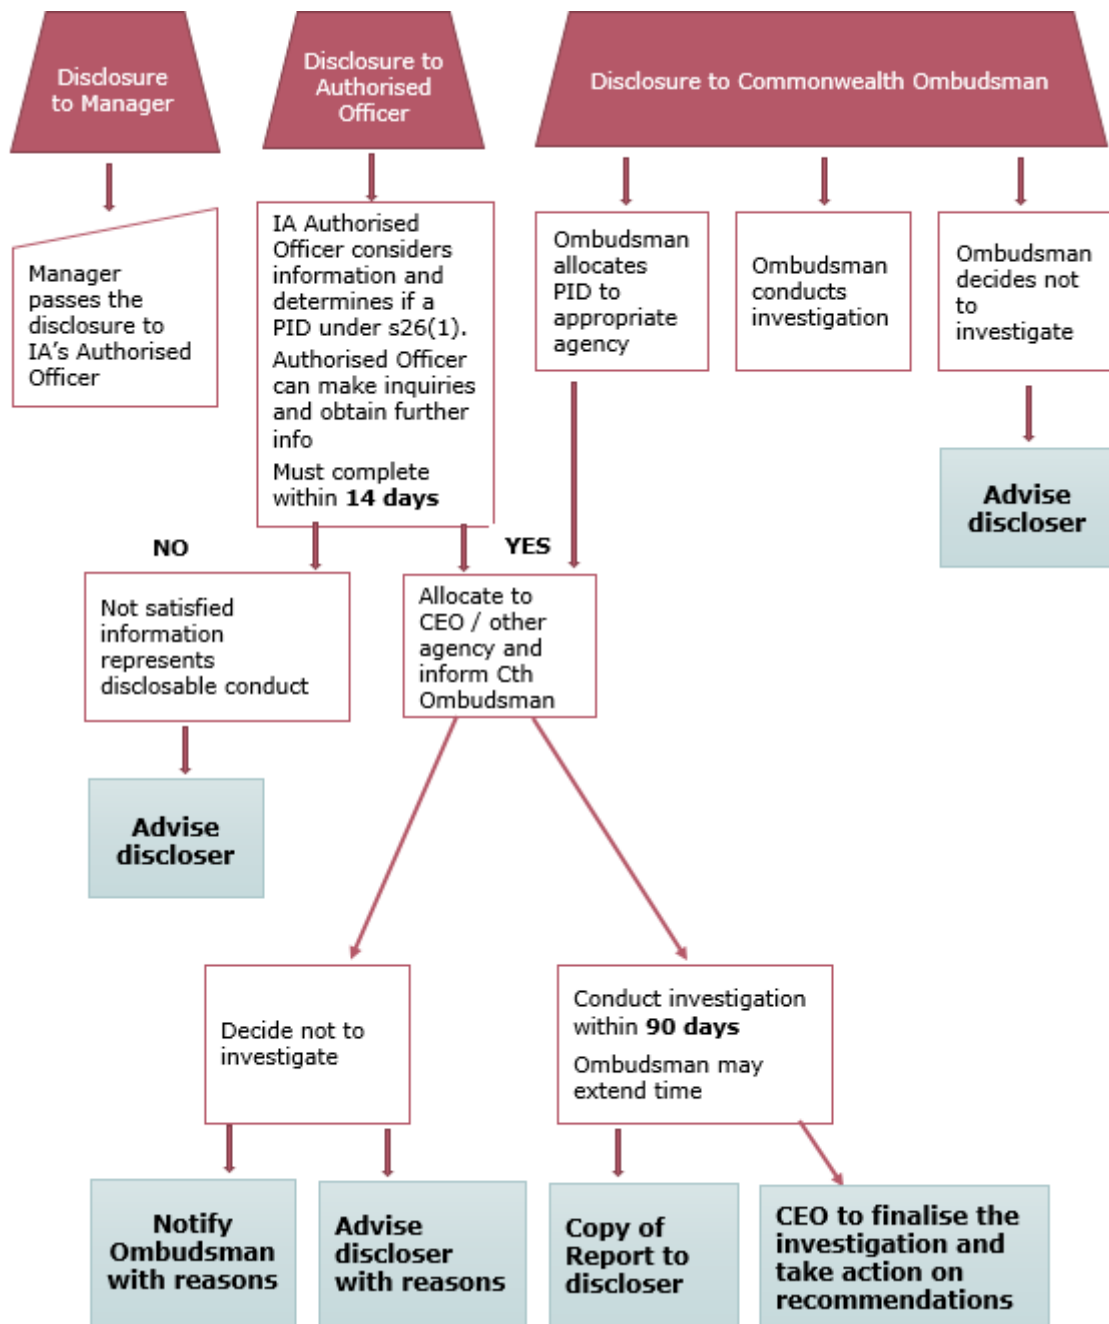 Disclosure
to Manager
Disclosure to
Authorised
Officer
Disclosure to Commonwealth Ombudsman
Manager
passes the
disclosure to
IA's Authorised
Officer
IA Authorised
Officer considers
information and
determines if a
PID under s26(1).
Authorised Officer
can make inquiries
and obtain further
info
Must complete
within 14 days
Ombudsman
allocates
PID to
appropriate
agency
Ombudsman
conducts
investigation
Ombudsman
decides not
to
investigate
Advise
discloser
NO
YES
Not satisfied
information
represents
disclosable conduct
Allocate to
CEO / other
agency and
inform Cth
Ombudsman
Advise
discloser
Decide not to
investigate
Conduct investigation
within 90 days
Ombudsman may
extend time
Notify
Ombudsman
with reasons
Advise
discloser
with reasons
Copy of
Report to
discloser
CEO to finalise the
investigation and
take action on
recommendations